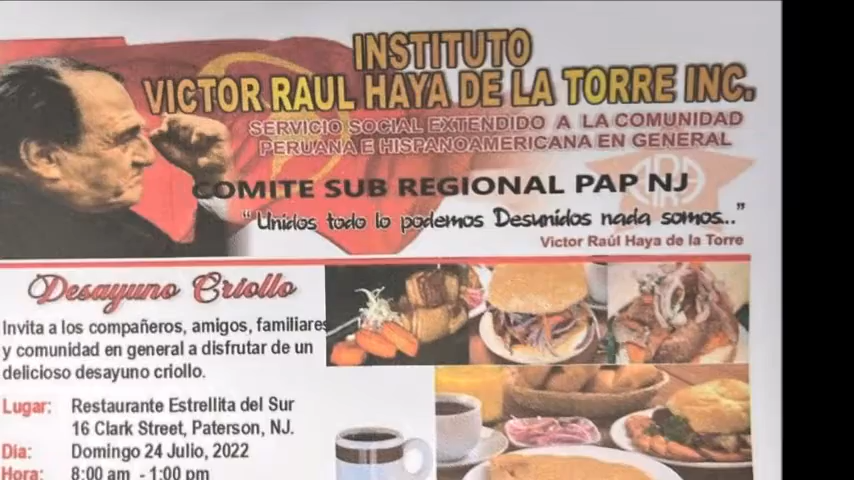 INSTITUTO
VICTOR RAUL HAYA DE LA TORRE INC.
SERVICIO SOCIAL EXTENDIDO A LA COMUNIDAD
PERUANA E HISPANOAMERICANA EN GENERAL
COMITE SUB REGIONAL PAP NJ
"Unidos todo lo podemos Desunidos nada somos..."
Victor Raúl Haya de la Torre
Desayuno Criollo
Invita a los compañeros, amigos, familiares
y comunidad en general a disfrutar de un
delicioso desayuno criollo.
Lugar: Restaurante Estrellita del Sur
16 Clark Street, Paterson, NJ.
Dia: Domingo 24 Julio, 2022
Hora: 8:00 am - 1:00 pm